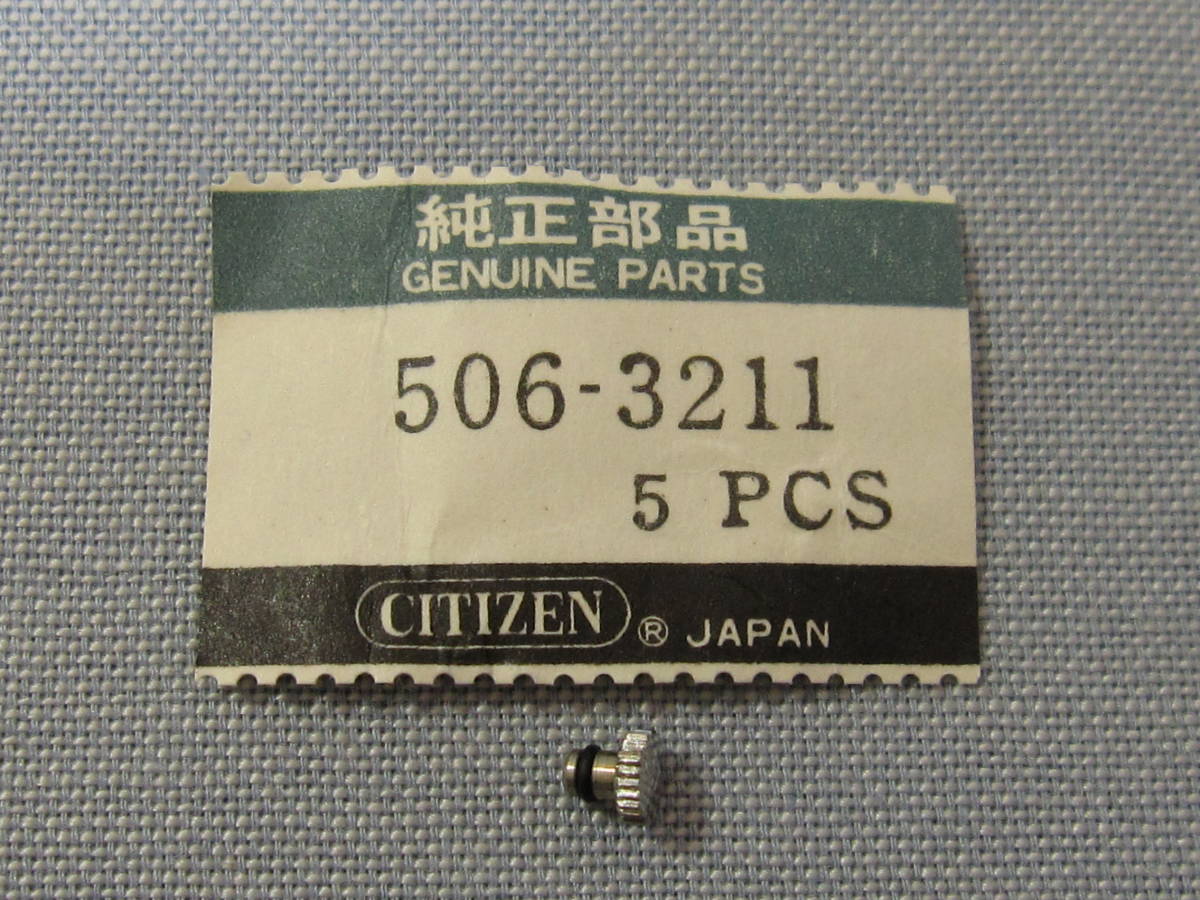 純正部品
GENUINE PARTS
506-3211
5 PCS
CITIZEN ® JAPAN